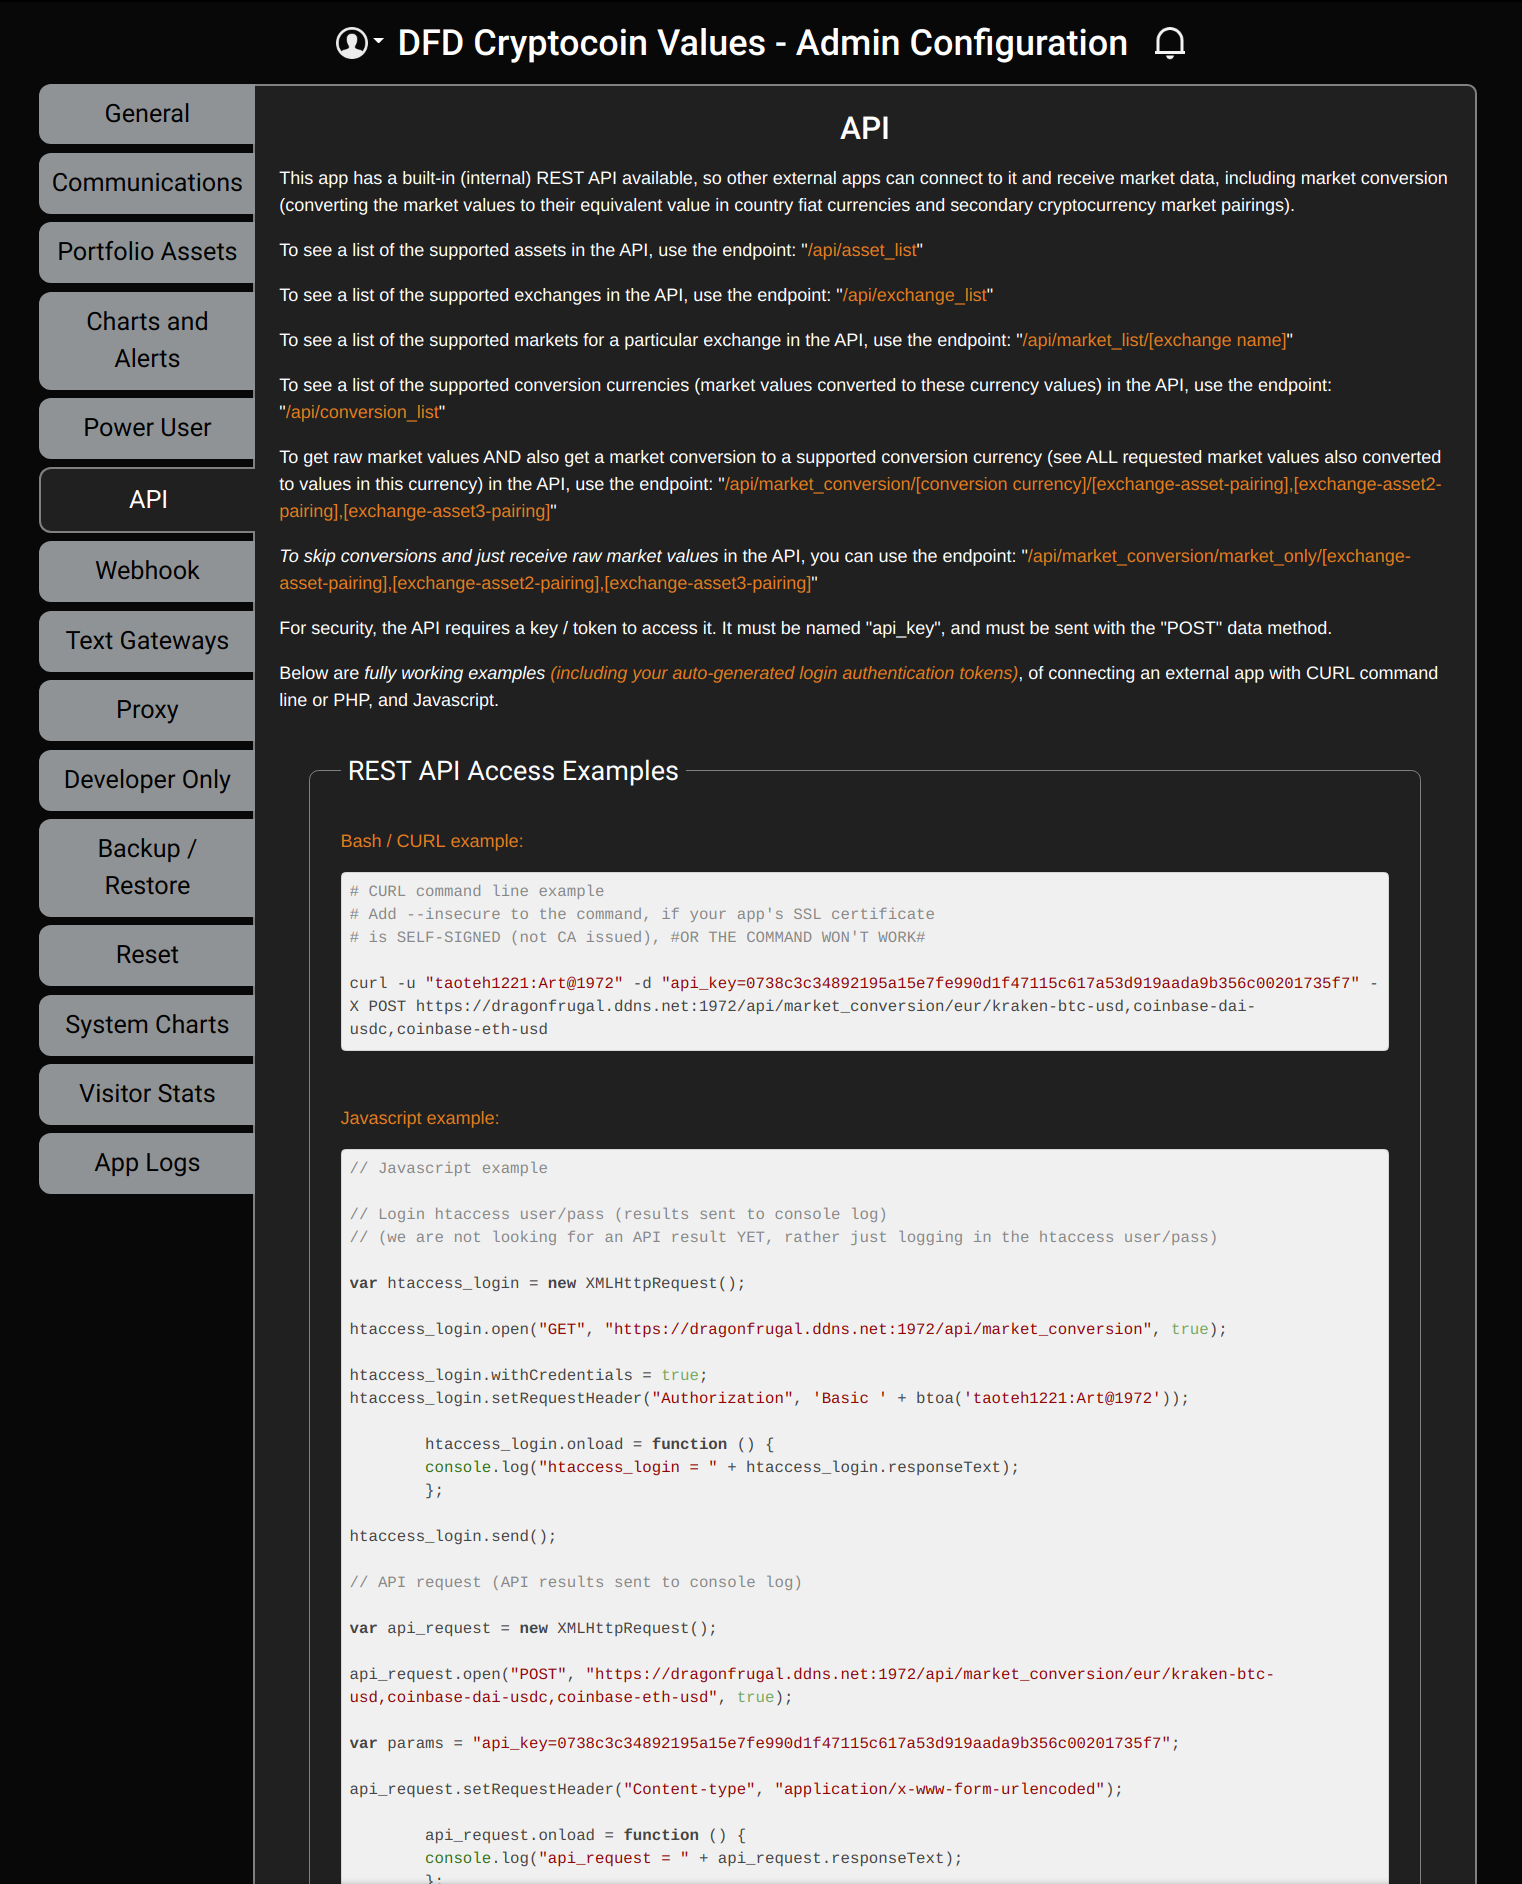 DFD Cryptocoin Values - Admin Configuration
General
Communications
Portfolio Assets
Charts and
Alerts
Power User
API
Webhook
Text Gateways
Proxy
Developer Only
Backup /
Restore
Reset
System Charts
Visitor Stats
App Logs
API
This app has a built-in (internal) REST API available, so other external apps can connect to it and receive market data, including market conversion
(converting the market values to their equivalent value in country fiat currencies and secondary cryptocurrency market pairings).
To see a list of the supported assets in the API, use the endpoint: "/api/asset_list"
To see a list of the supported exchanges in the API, use the endpoint: "/api/exchange_list"
To see a list of the supported markets for a particular exchange in the API, use the endpoint: "/api/market_list/[exchange name]"
To see a list of the supported conversion currencies (market values converted to these currency values) in the API, use the endpoint:
"/api/conversion_list"
To get raw market values AND also get a market conversion to a supported conversion currency (see ALL requested market values also converted
to values in this currency) in the API, use the endpoint: "/api/market_conversion/[conversion currency]/[exchange-asset-pairing],[exchange-asset2-
pairing],[exchange-asset3-pairing]"
To skip conversions and just receive raw market values in the API, you can use the endpoint: "/api/market_conversion/market_only/[exchange-
asset-pairing],[exchange-asset2-pairing],[exchange-asset3-pairing]"
For security, the API requires a key / token to access it. It must be named "api_key", and must be sent with the "POST" data method.
Below are fully working examples (including your auto-generated login authentication tokens), of connecting an external app with CURL command
line or PHP, and Javascript.
REST API Access Examples
Bash / CURL example:
# CURL command line example
# Add --insecure to the command, if your app's SSL certificate
# is SELF-SIGNED (not CA issued), #OR THE COMMAND WON'T WORK#
curl -u "taoteh1221:Art@1972" -d "api_key=0738c3c34892195a15e7fe990d1f47115c617a53d919aada9b356c00201735f7" -
X POST https://dragonfrugal.ddns.net:1972/api/market_conversion/eur/kraken-btc-usd,coinbase-dai-
usdc,coinbase-eth-usd
Javascript example:
// Javascript example
// Login htaccess user/pass (results sent to console log)
// (we are not looking for an API result YET, rather just logging in the htaccess user/pass)
var htaccess_login = new XMLHttpRequest();
htaccess_login.open("GET", "https://dragonfrugal.ddns.net:1972/api/market_conversion", true);
htaccess_login.withCredentials = true;
htaccess_login.setRequestHeader("Authorization", 'Basic ' + btoa('taoteh1221:Art@1972'));
htaccess_login.onload = function () {
console.log("htaccess_login = " + htaccess_login.responseText);
};
htaccess_login.send();
// API request (API results sent to console log)
var api_request = new XMLHttpRequest();
api_request.open("POST", "https://dragonfrugal.ddns.net:1972/api/market_conversion/eur/kraken-btc-
usd,coinbase-dai-usdc,coinbase-eth-usd", true);
var params = "api_key=0738c3c34892195a15e7fe990d1f47115c617a53d919aada9b356c00201735f7";
api_request.setRequestHeader("Content-type", "application/x-www-form-urlencoded");
api_request.onload = function () {
console.log("api_request = " + api_request.responseText);
};